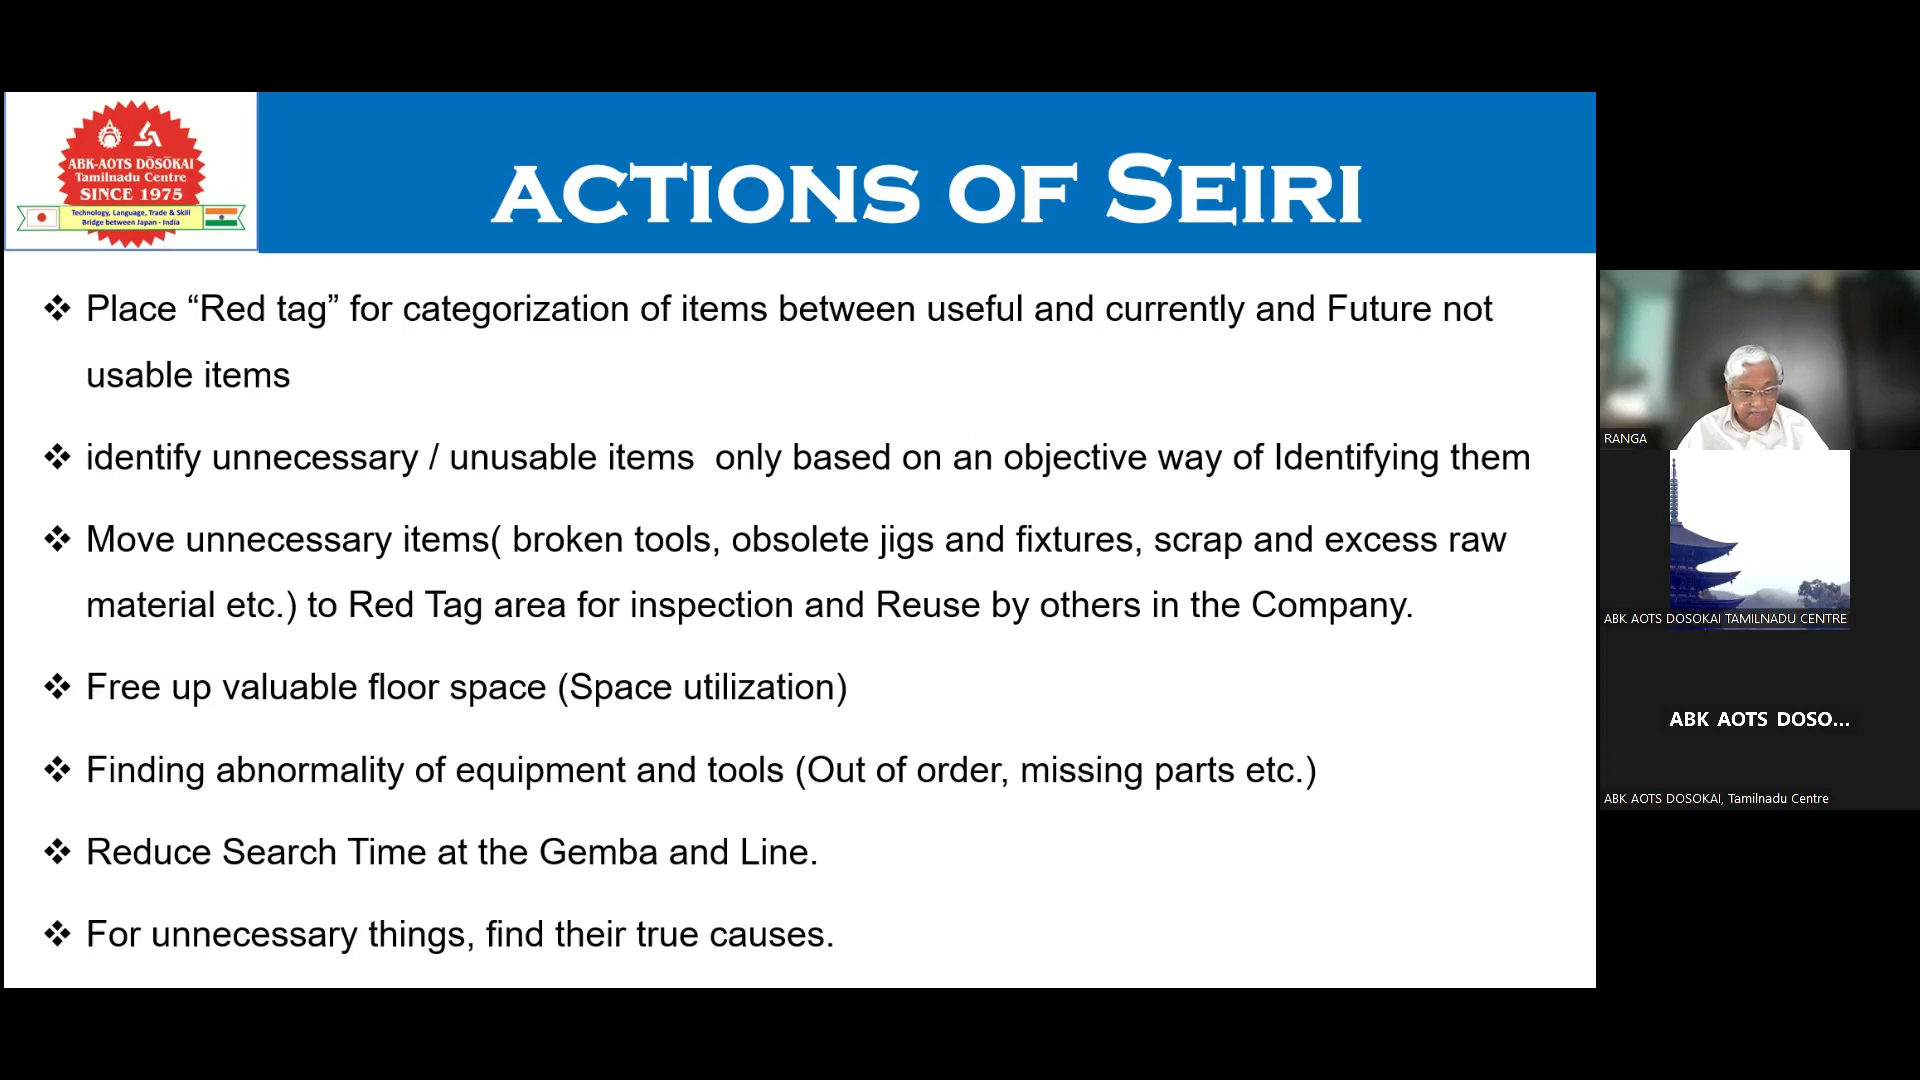 ABK-AOTS DŌSŌKAI
Tamilnadu Centre
SINCE 1975
Technology, Language, Trade & Skill
Bridge between Japan - India
ACTIONS OF SEIRI
❖ Place “Red tag” for categorization of items between useful and currently and Future not
usable items
❖ identify unnecessary / unusable items  only based on an objective way of Identifying them
❖ Move unnecessary items( broken tools, obsolete jigs and fixtures, scrap and excess raw
material etc.) to Red Tag area for inspection and Reuse by others in the Company.
❖ Free up valuable floor space (Space utilization)
❖ Finding abnormality of equipment and tools (Out of order, missing parts etc.)
❖ Reduce Search Time at the Gemba and Line.
❖ For unnecessary things, find their true causes.
RANGA
ABK AOTS DOSOKAI TAMILNADU CENTRE
ABK AOTS DOSO...
ABK AOTS DOSOKAI, Tamilnadu Centre